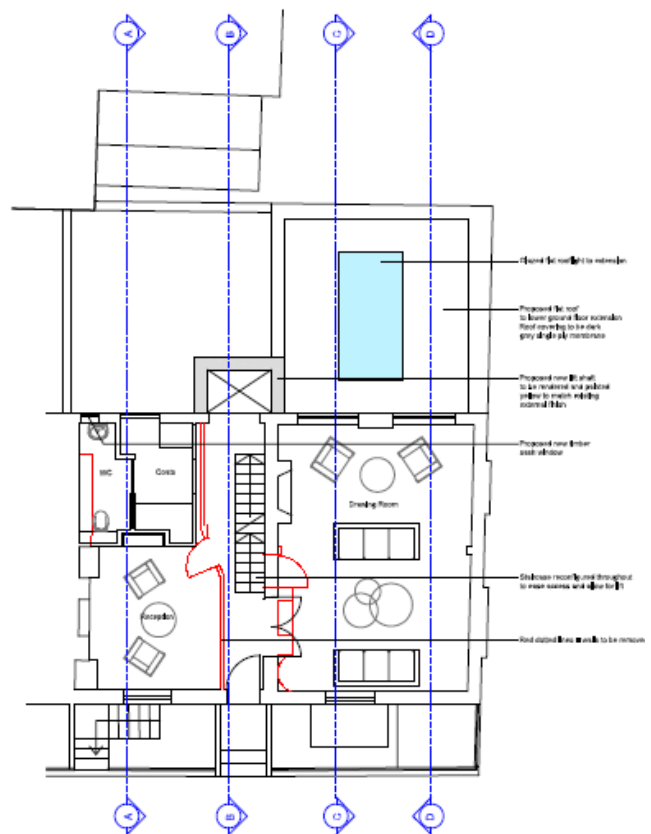 A
B
C
D
Glazed flat rooflight to extension
Proposed flat roof
to lower ground floor extension
Roof covering to be dark
grey single ply membrane
Proposed new lift shaft
to be rendered and painted
yellow to match existing
external finish
Proposed new timber
sash window
WC
Coats
Drawing Room
Reception
Staircase reconfigured throughout
to ease access and allow for lift
Red dotted lines = walls to be removed
A
B
C
D